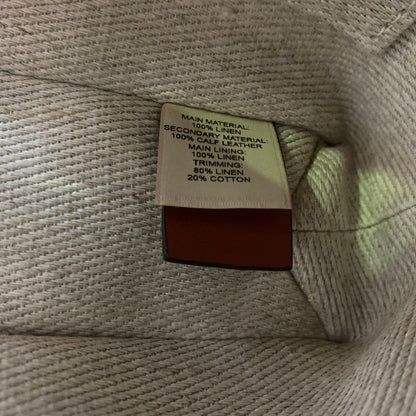 MAIN MATERIAL:
100% LINEN
SECONDARY MATERIAL:
100% CALF LEATHER
MAIN LINING:
100% LINEN
TRIMMING:
80% LINEN
20% COTTON